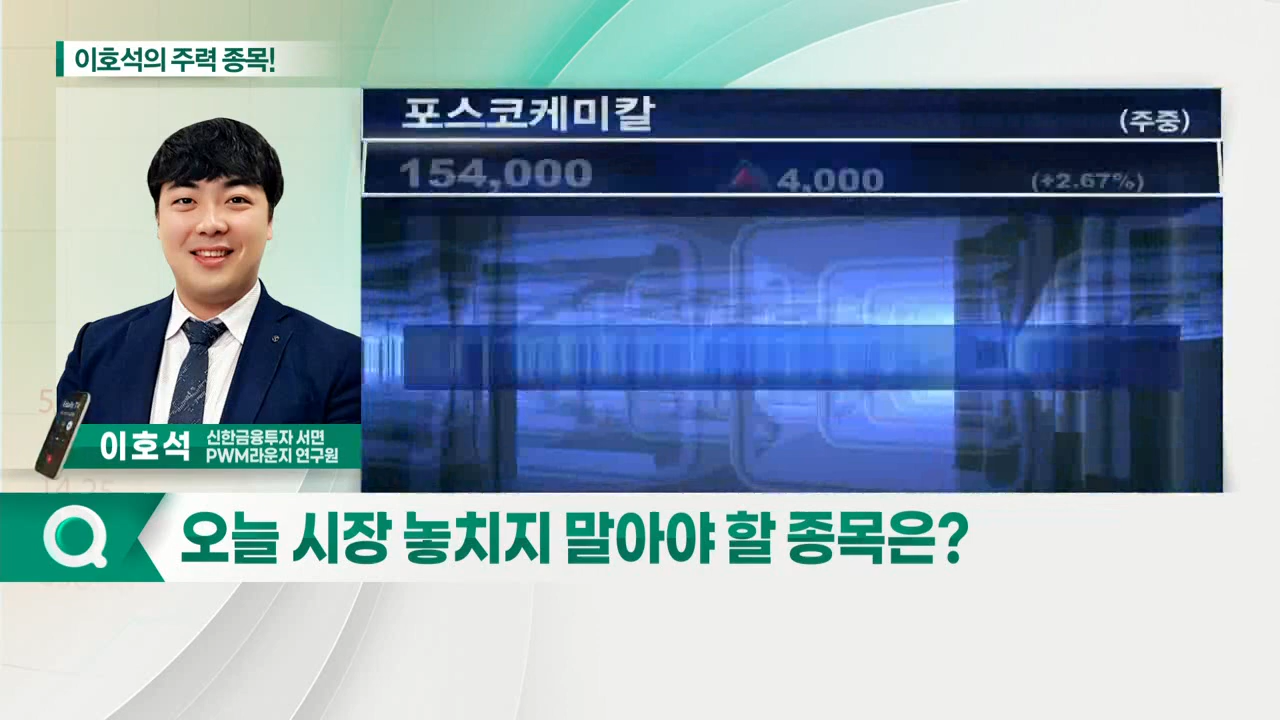 이호석의 주력 종목!
포스코케미칼 (주중)
154,000 ▲ 4,000 (+2.67%)
이호석
신한금융투자 서면
PWM라운지 연구원
오늘 시장 놓치지 말아야 할 종목은?